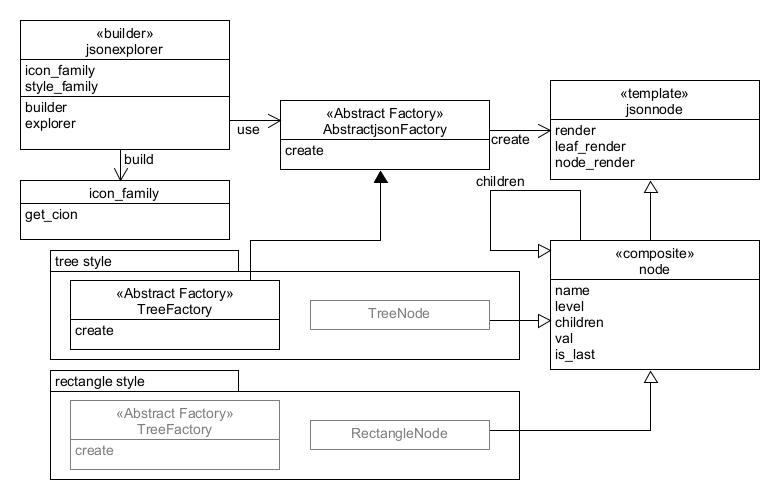 «builder»
jsonexplorer
icon_family
style_family
builder
explorer
use
build
icon_family
get_cion
«Abstract Factory»
AbstractjsonFactory
create
create
«template»
jsonnode
render
leaf_render
node_render
children
«composite»
node
name
level
children
val
is_last
tree style
«Abstract Factory»
TreeFactory
create
TreeNode
rectangle style
«Abstract Factory»
TreeFactory
create
RectangleNode